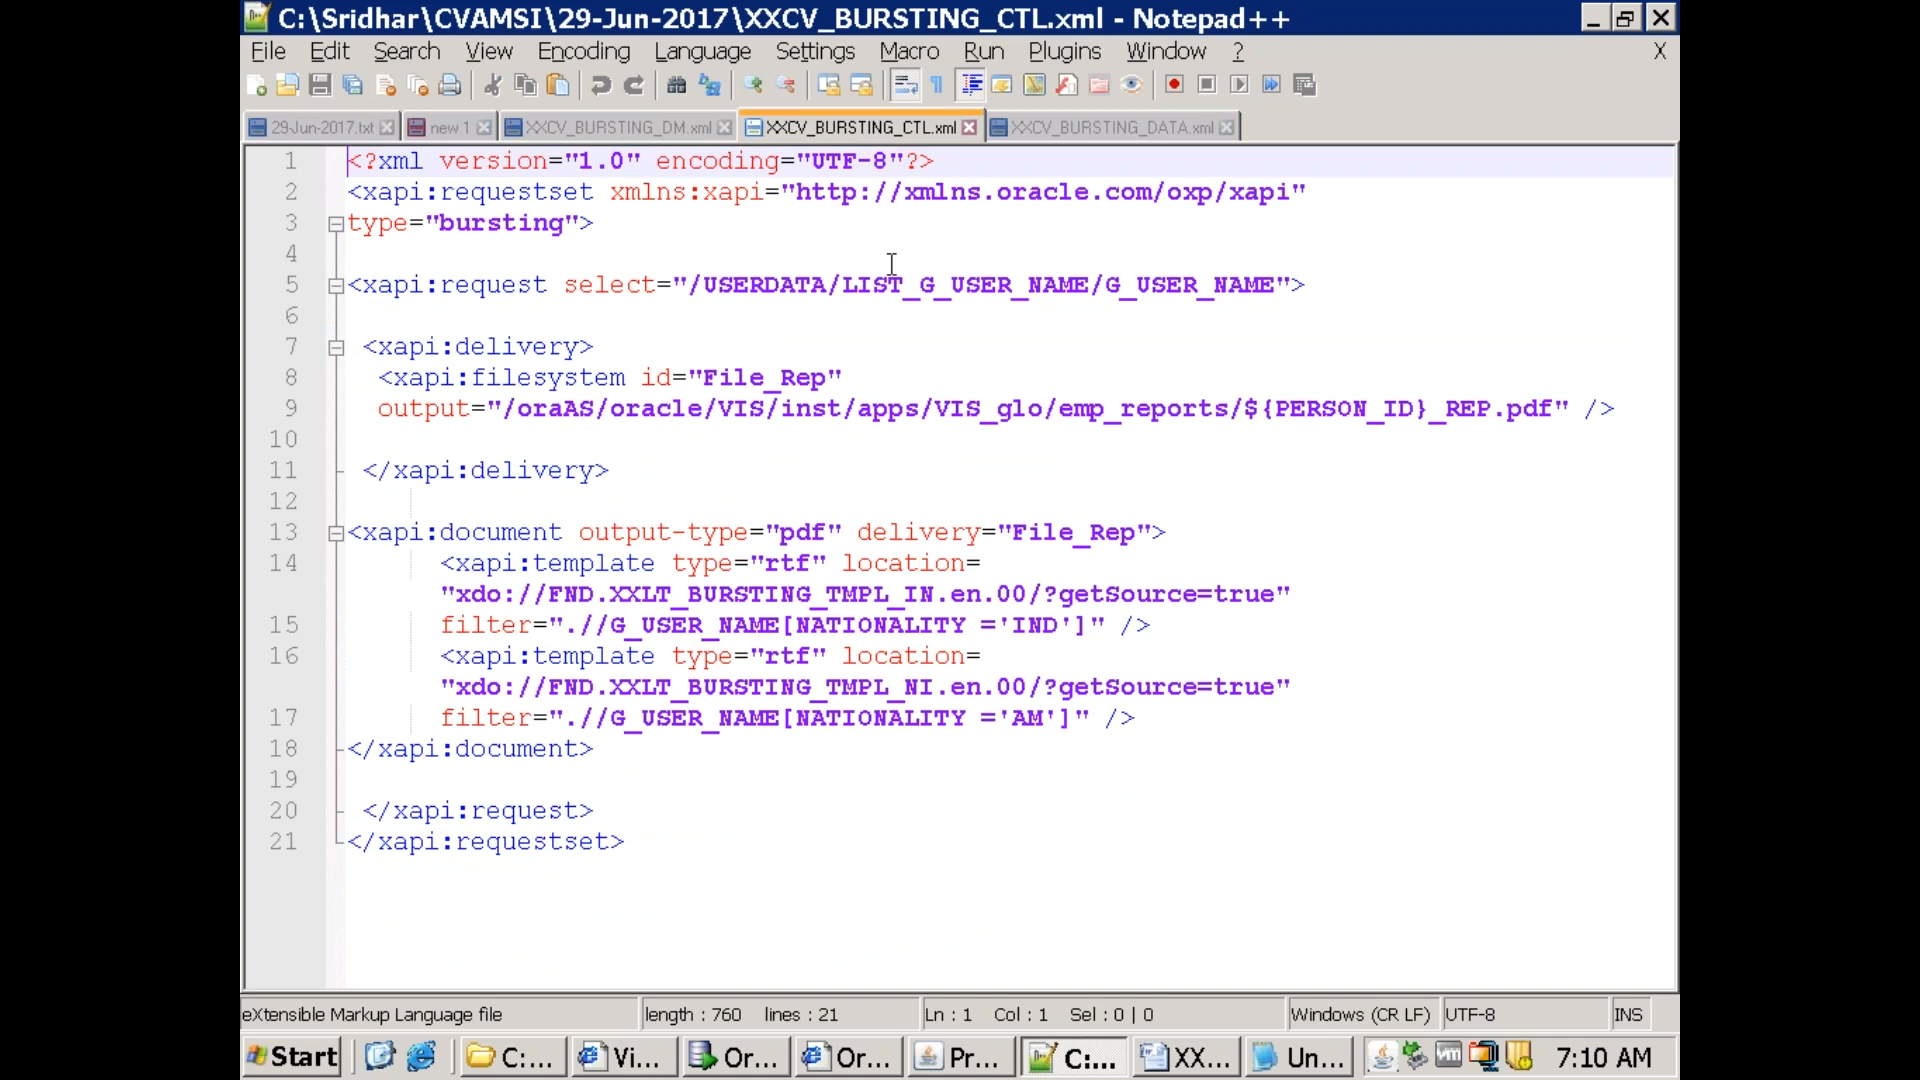 C:\Sridhar\CVAMSI\29-Jun-2017\XXCV_BURSTING_CTL.xml - Notepad++
File Edit Search View Encoding Language Settings Macro Run Plugins Window ? X
29-Jun-2017.txt new 1 XXCV_BURSTING_DM.xml XXCV_BURSTING_CTL.xml XXCV_BURSTING_DATA.xml
1 <?xml version="1.0" encoding="UTF-8"?>
2 <xapi:requestset xmlns:xapi="http://xmlns.oracle.com/oxp/xapi"
3 type="bursting">
4
5 <xapi:request select="/USERDATA/LIST_G_USER_NAME/G_USER_NAME">
6
7 <xapi:delivery>
8 <xapi:filesystem id="File_Rep"
9 output="/oraAS/oracle/VIS/inst/apps/VIS_glo/emp_reports/${PERSON_ID}_REP.pdf" />
10
11 </xapi:delivery>
12
13 <xapi:document output-type="pdf" delivery="File_Rep">
14 <xapi:template type="rtf" location=
"xdo://FND.XXLT_BURSTING_TMPL_IN.en.00/?getSource=true"
15 filter=".//G_USER_NAME[NATIONALITY ='IND']" />
16 <xapi:template type="rtf" location=
"xdo://FND.XXLT_BURSTING_TMPL_NI.en.00/?getSource=true"
17 filter=".//G_USER_NAME[NATIONALITY ='AM']" />
18 </xapi:document>
19
20 </xapi:request>
21 </xapi:requestset>
eXtensible Markup Language file length : 760 lines : 21 Ln : 1 Col : 1 Sel : 0 | 0 Windows (CR LF) UTF-8 INS
Start C:... Vi... Or... Or... Pr... C:... XX... Un... 7:10 AM